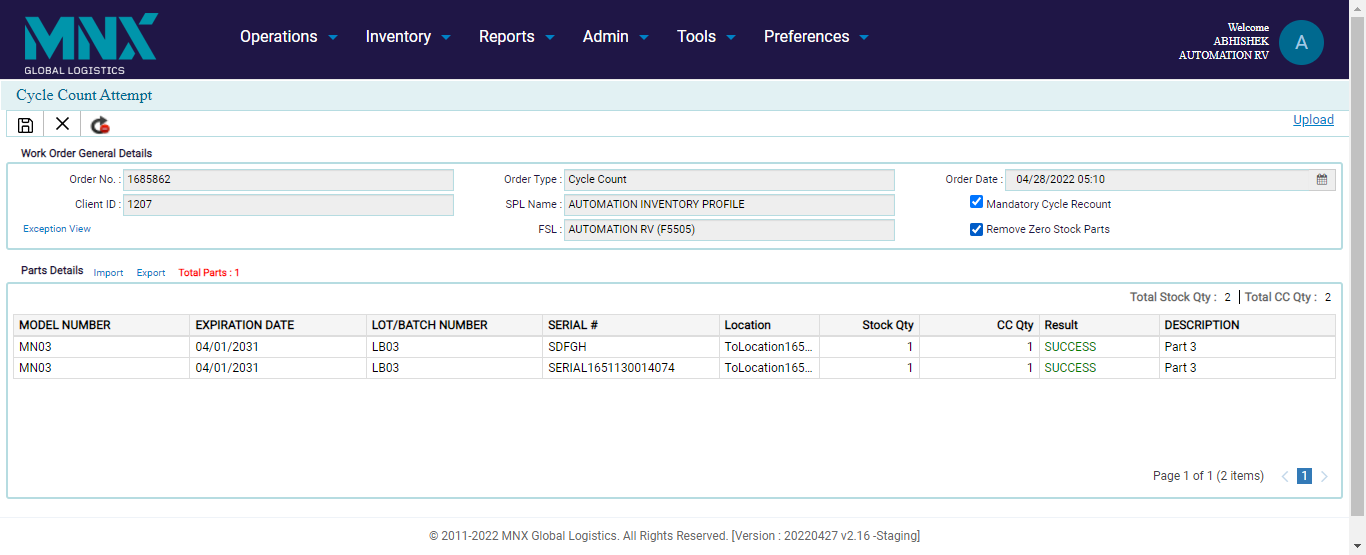 MNX
GLOBAL LOGISTICS
Operations Inventory Reports Admin Tools Preferences
Welcome
ABHISHEK
AUTOMATION RV
A
Cycle Count Attempt
Upload
Work Order General Details
Order No. : 1685862 Order Type : Cycle Count Order Date : 04/28/2022 05:10
Client ID : 1207 SPL Name : AUTOMATION INVENTORY PROFILE Mandatory Cycle Recount
Exception View FSL : AUTOMATION RV (F5505) Remove Zero Stock Parts
Parts Details Import Export Total Parts : 1
Total Stock Qty : 2 Total CC Qty : 2
MODEL NUMBER EXPIRATION DATE LOT/BATCH NUMBER SERIAL # Location Stock Qty CC Qty Result DESCRIPTION
MN03 04/01/2031 LB03 SDFGH ToLocation165... 1 1 SUCCESS Part 3
MN03 04/01/2031 LB03 SERIAL1651130014074 ToLocation165... 1 1 SUCCESS Part 3
Page 1 of 1 (2 items) 1
© 2011-2022 MNX Global Logistics. All Rights Reserved. [Version : 20220427 v2.16 -Staging]